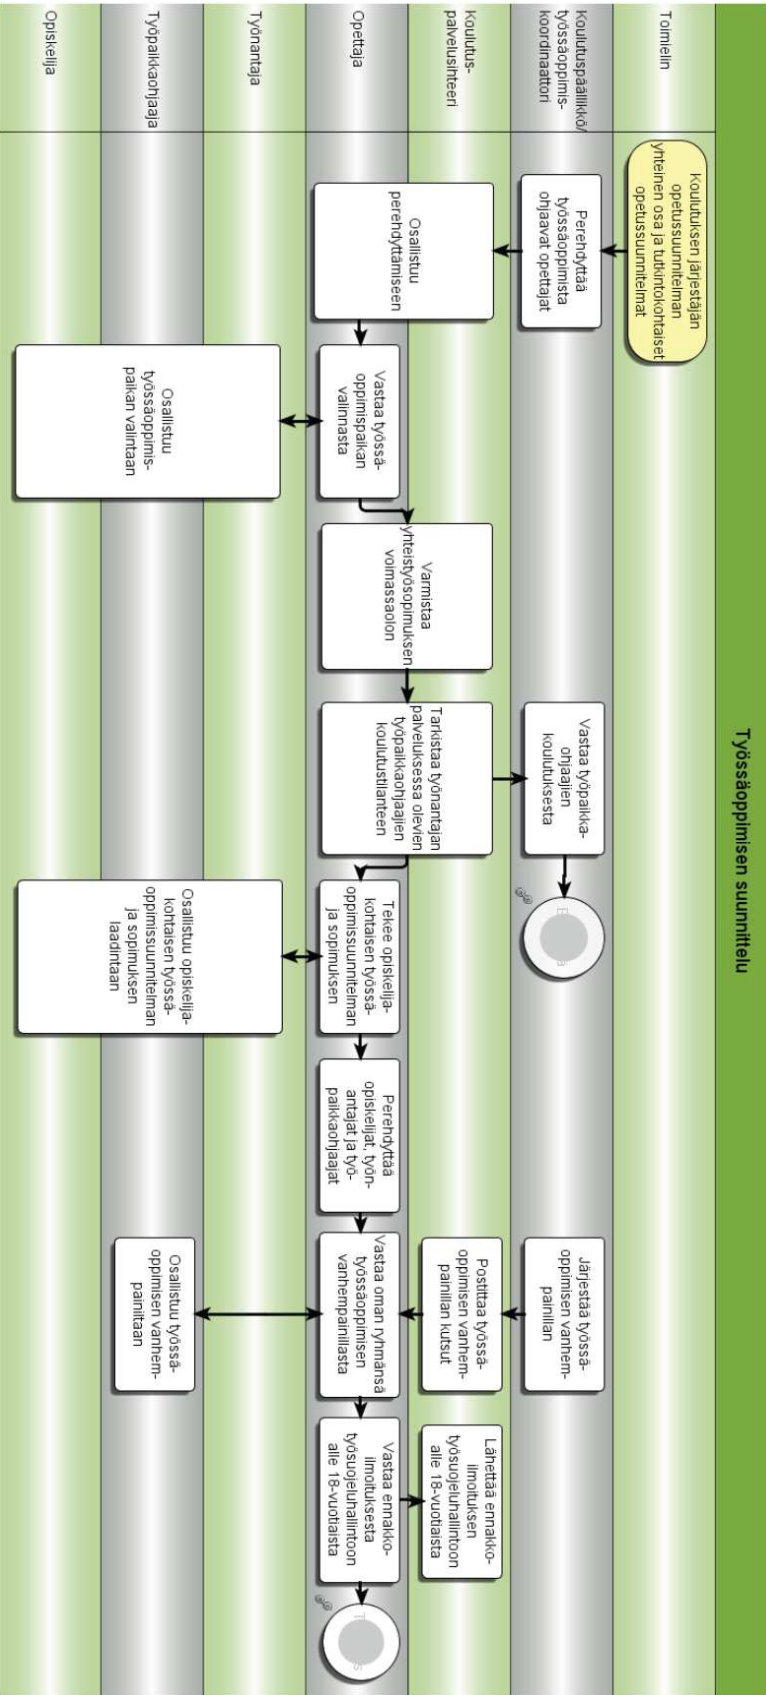 Työssäoppimisen suunnittelu
Toimielin
Koulutuksen järjestäjän
opetussuunnitelman
yhteinen osa ja tutkintokohtaiset
opetussuunnitelmat
Koulutuspäällikkö/
työssäoppimis-
koordinaattori
Perehdyttää
työssäoppimista
ohjaavat opettajat
Vastaa työpaikka-
ohjaajien
koulutuksesta
Järjestää työssä-
oppimisen vanhem-
painillan
Koulutus-
palvelusihteeri
Postittaa työssä-
oppimisen vanhem-
painillan kutsut
Lähettää ennakko-
ilmoituksen
työsuojeluhallintoon
alle 18-vuotiaista
Opettaja
Osallistuu
perehdyttämiseen
Vastaa työssä-
oppimispaikan
valinnasta
Varmistaa
yhteistyösopimuksen
voimassaolon
Tarkistaa työnantajan
palveluksessa olevien
työpaikkaohjaajien
koulutustilanteen
Tekee opiskelija-
kohtaisen työssä-
oppimissuunnitelman
ja sopimuksen
Perehdyttää
opiskelijat, työn-
antajat ja työ-
paikkaohjaajat
Vastaa oman ryhmänsä
työssäoppimisen
vanhempainillasta
Vastaa ennakko-
ilmoituksesta
työsuojeluhallintoon
alle 18-vuotiaista
Työnantaja
Työpaikkaohjaaja
Osallistuu
työssäoppimis-
paikan valintaan
Osallistuu opiskelija-
kohtaisen työssä-
oppimissuunnitelman
ja sopimuksen
laadintaan
Osallistuu työssä-
oppimisen vanhem-
painiltaan
Opiskelija